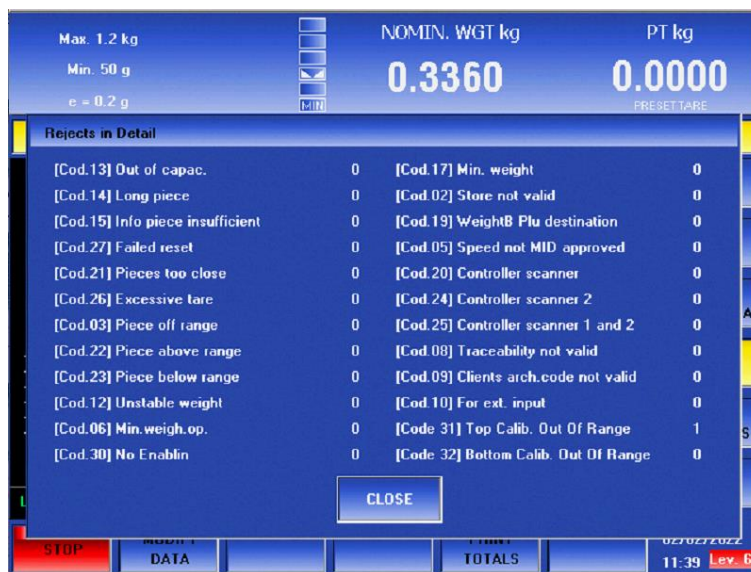 Max. 1.2 kg
Min. 50 g
e = 0.2 g
MIN
NOMIN. WGT kg
0.3360
PT kg
0.0000
PRESET TARE
Rejects in Detail
[Cod.13] Out of capac. 0
[Cod.14] Long piece 0
[Cod.15] Info piece insufficient 0
[Cod.27] Failed reset 0
[Cod.21] Pieces too close 0
[Cod.26] Excessive tare 0
[Cod.03] Piece off range 0
[Cod.22] Piece above range 0
[Cod.23] Piece below range 0
[Cod.12] Unstable weight 0
[Cod.06] Min.weigh.op. 0
[Cod.30] No Enablin 0
[Cod.17] Min. weight 0
[Cod.02] Store not valid 0
[Cod.19] WeightB Plu destination 0
[Cod.05] Speed not MID approved 0
[Cod.20] Controller scanner 0
[Cod.24] Controller scanner 2 0
[Cod.25] Controller scanner 1 and 2 0
[Cod.08] Traceability not valid 0
[Cod.09] Clients arch.code not valid 0
[Cod.10] For ext. input 0
[Code 31] Top Calib. Out Of Range 1
[Code 32] Bottom Calib. Out Of Range 0
CLOSE
STOP
MODIFY
DATA
PRINT
TOTALS
02/02/2022
11:39 Lev. 6